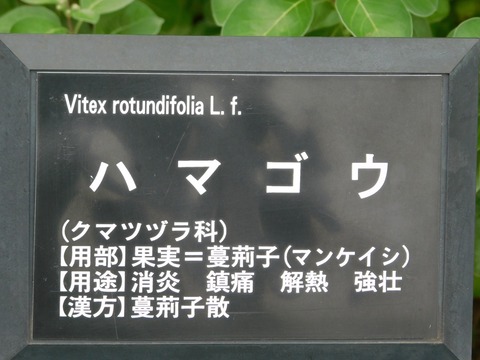 Vitex rotundifolia L. f.
ハマゴウ
（クマツヅラ科）
【用部】果実＝蔓荊子（マンケイシ）
【用途】消炎　鎮痛　解熱　強壮
【漢方】蔓荊子散